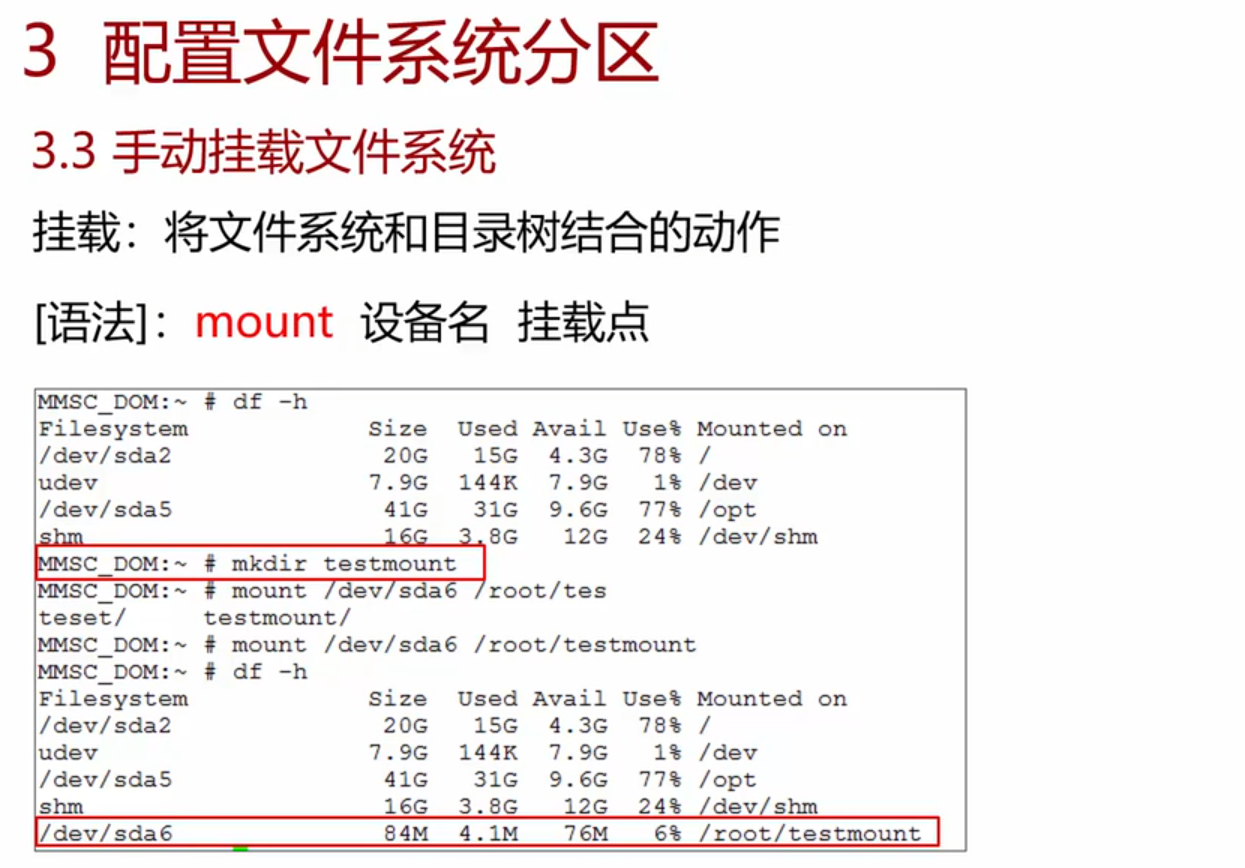 3 配置文件系统分区
3.3 手动挂载文件系统
挂载：将文件系统和目录树结合的动作
[语法]：mount 设备名 挂载点
MMSC_DOM:~ # df -h
Filesystem Size Used Avail Use% Mounted on
/dev/sda2 20G 15G 4.3G 78% /
udev 7.9G 144K 7.9G 1% /dev
/dev/sda5 41G 31G 9.6G 77% /opt
shm 16G 3.8G 12G 24% /dev/shm
MMSC_DOM:~ # mkdir testmount
MMSC_DOM:~ # mount /dev/sda6 /root/tes
teset/ testmount/
MMSC_DOM:~ # mount /dev/sda6 /root/testmount
MMSC_DOM:~ # df -h
Filesystem Size Used Avail Use% Mounted on
/dev/sda2 20G 15G 4.3G 78% /
udev 7.9G 144K 7.9G 1% /dev
/dev/sda5 41G 31G 9.6G 77% /opt
shm 16G 3.8G 12G 24% /dev/shm
/dev/sda6 84M 4.1M 76M 6% /root/testmount